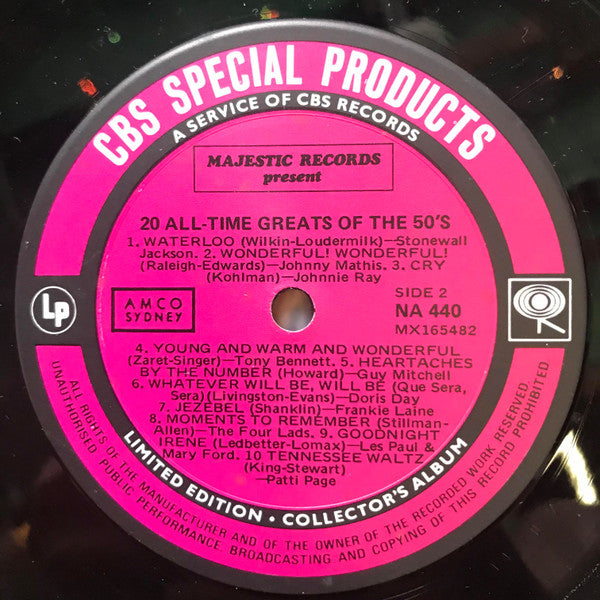 CBS SPECIAL PRODUCTS
A SERVICE OF CBS RECORDS
MAJESTIC RECORDS
present
20 ALL-TIME GREATS OF THE 50'S
1. WATERLOO (Wilkin-Loudermilk)—Stonewall
Jackson. 2. WONDERFUL! WONDERFUL!
(Raleigh-Edwards)—Johnny Mathis. 3. CRY
(Kohlman)—Johnnie Ray
LP
AMCO
SYDNEY
SIDE 2
NA 440
MX165482
4. YOUNG AND WARM AND WONDERFUL
(Zaret-Singer)—Tony Bennett. 5. HEARTACHES
BY THE NUMBER (Howard)—Guy Mitchell
6. WHATEVER WILL BE, WILL BE (Que Sera,
Sera) (Livingston-Evans)—Doris Day
7. JEZEBEL (Shanklin)—Frankie Laine
8. MOMENTS TO REMEMBER (Stillman-
Allen)—The Four Lads. 9. GOODNIGHT
IRENE (Ledbetter-Lomax)—Les Paul &
Mary Ford. 10 TENNESSEE WALTZ
(King-Stewart)
—Patti Page
LIMITED EDITION • COLLECTOR'S ALBUM
ALL RIGHTS OF THE MANUFACTURER AND OF THE OWNER OF THE RECORDED WORK RESERVED
UNAUTHORISED PUBLIC PERFORMANCE BROADCASTING AND COPYING OF THIS RECORD PROHIBITED